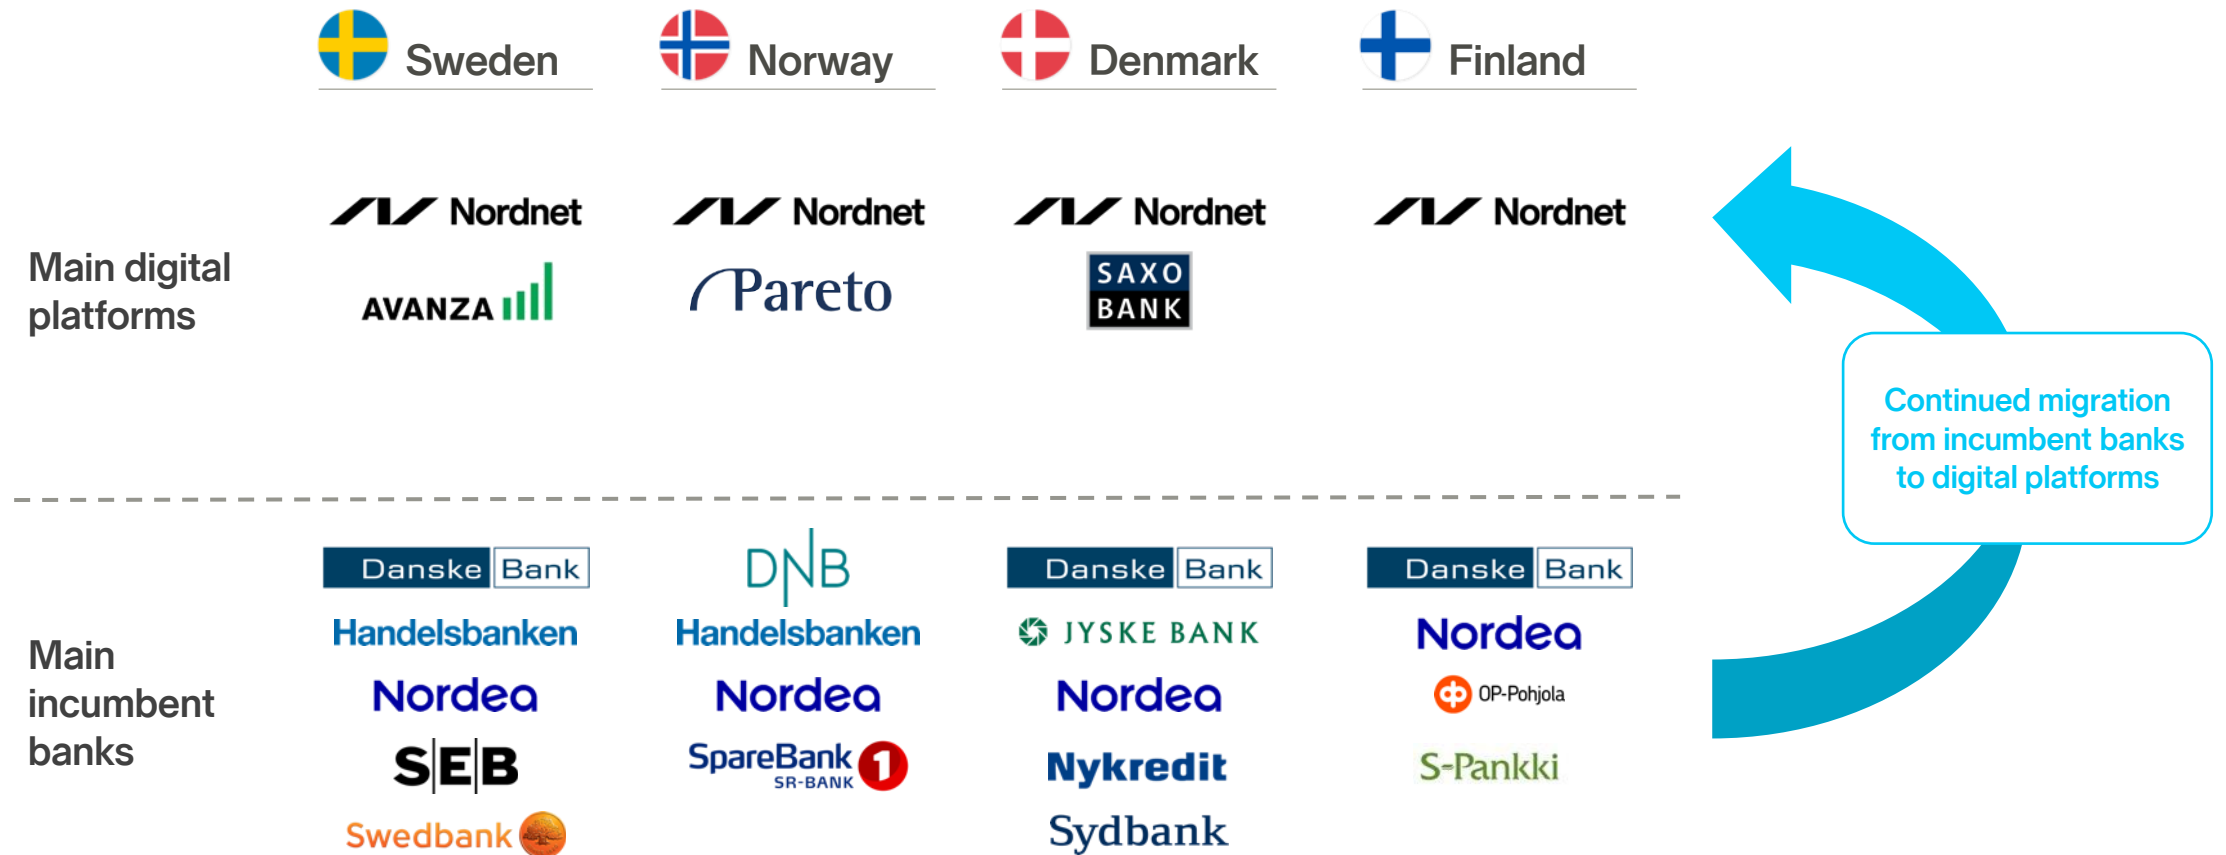 Sweden
Norway
Denmark
Finland
Main digital
platforms
Nordnet
Nordnet
Nordnet
Nordnet
AVANZA
Pareto
SAXO
BANK
Continued migration
from incumbent banks
to digital platforms
Main
incumbent
banks
Danske Bank
DNB
Danske Bank
Danske Bank
Handelsbanken
Handelsbanken
JYSKE BANK
Nordea
Nordea
Nordea
Nordea
OP-Pohjola
SEB
SpareBank 1
SR-BANK
Nykredit
S-Pankki
Swedbank
Sydbank